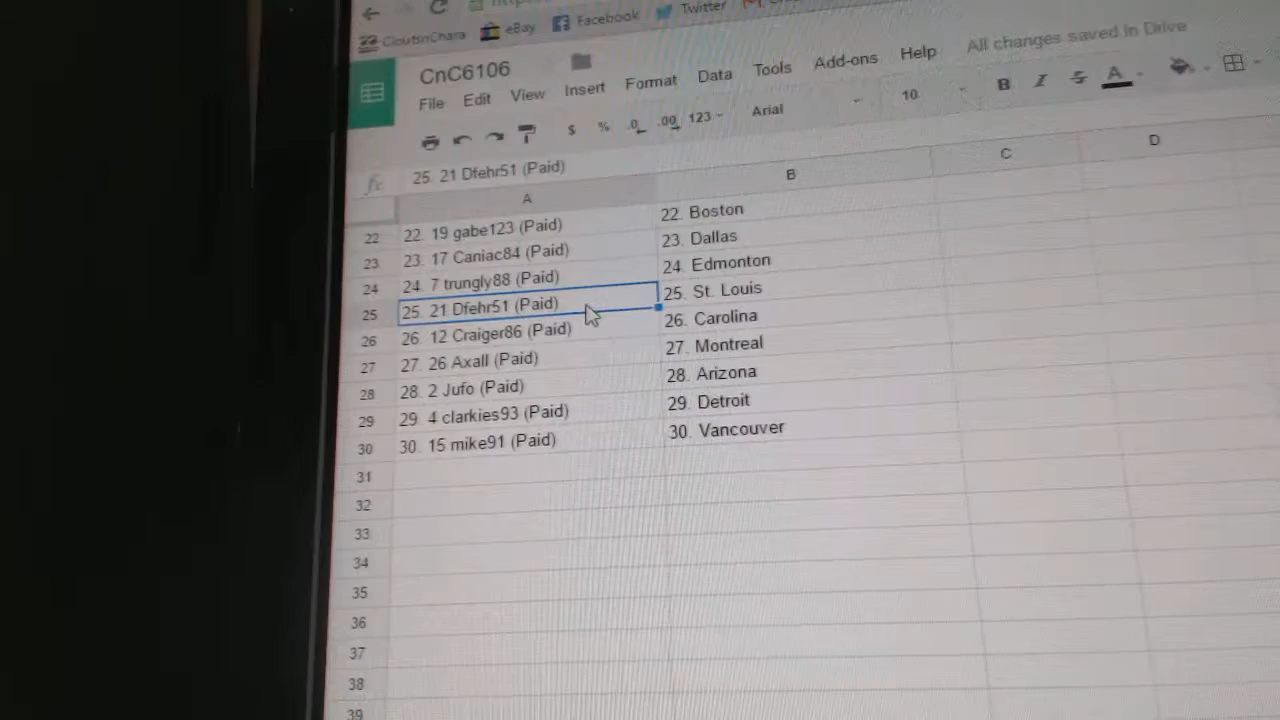 CloutsnChara eBay Facebook Twitter
CnC6106
File Edit View Insert Format Data Tools Add-ons Help All changes saved in Drive
$ % .0 .00 123 Arial 10 B I S A
fx 25. 21 Dfehr51 (Paid)
A B C D
22 22. 19 gabe123 (Paid) 22. Boston
23 23. 17 Caniac84 (Paid) 23. Dallas
24 24. 7 trungly88 (Paid) 24. Edmonton
25 25. 21 Dfehr51 (Paid) 25. St. Louis
26 26. 12 Craiger86 (Paid) 26. Carolina
27 27. 26 Axall (Paid) 27. Montreal
28 28. 2 Jufo (Paid) 28. Arizona
29 29. 4 clarkies93 (Paid) 29. Detroit
30 30. 15 mike91 (Paid) 30. Vancouver
31
32
33
34
35
36
37
38
39